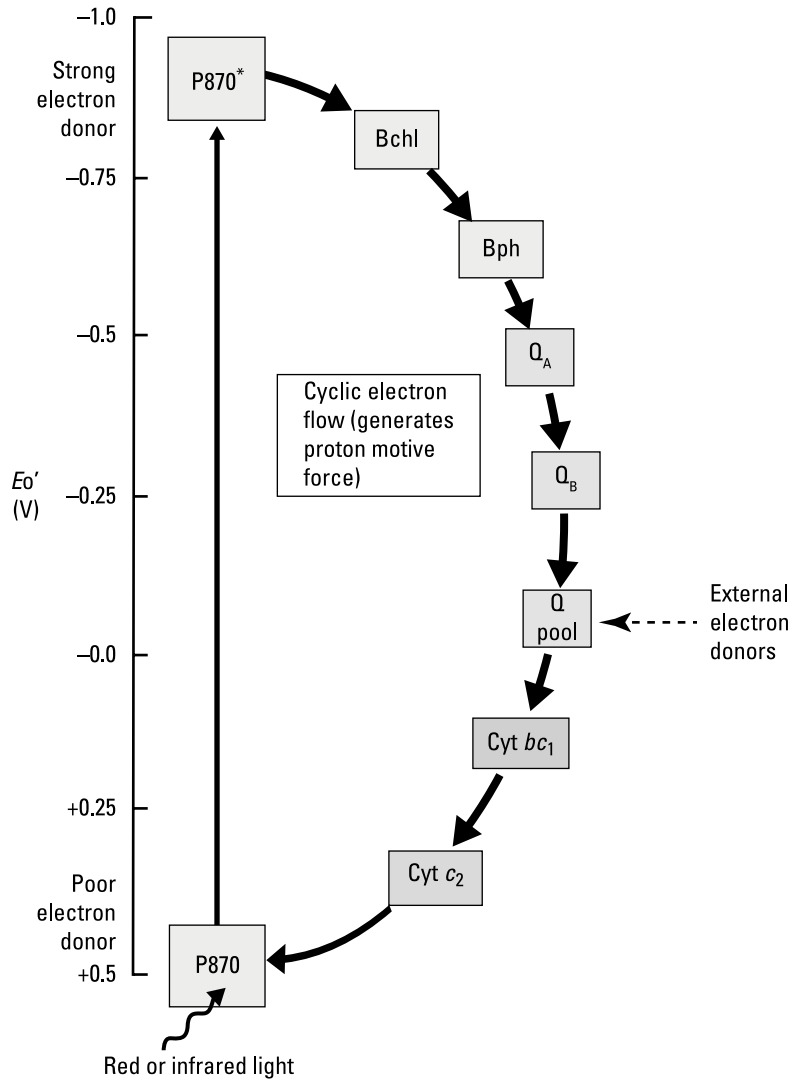 –1.0
Strong
electron
donor
P870*
Bchl
–0.75
Bph
–0.5
Q_A
Cyclic electron
flow (generates
proton motive
force)
Eo'
(V)
–0.25
Q_B
Q
pool
External
electron
donors
–0.0
Cyt bc₁
+0.25
Cyt c₂
Poor
electron
donor
+0.5
P870
Red or infrared light